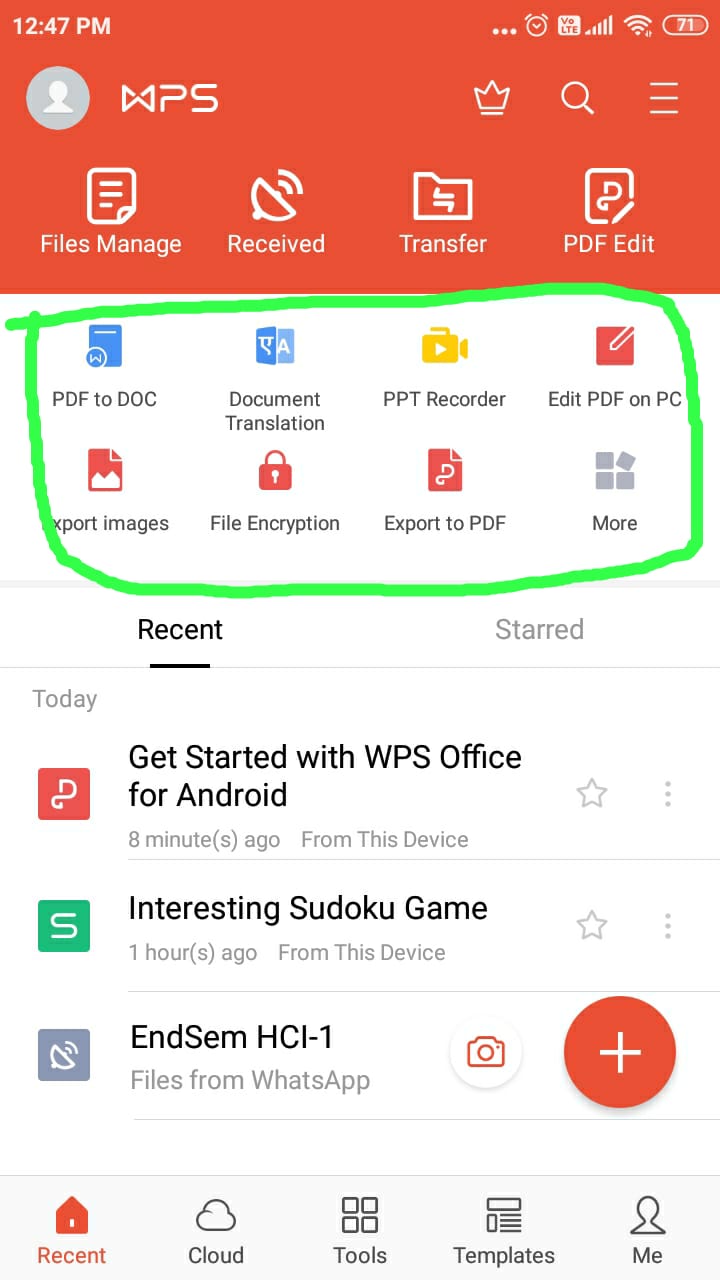 12:47 PM
Vo LTE
71
WPS
Files Manage Received Transfer PDF Edit
PDF to DOC Document Translation PPT Recorder Edit PDF on PC
xport images File Encryption Export to PDF More
Recent Starred
Today
Get Started with WPS Office
for Android
8 minute(s) ago From This Device
Interesting Sudoku Game
1 hour(s) ago From This Device
EndSem HCI-1
Files from WhatsApp
Recent Cloud Tools Templates Me